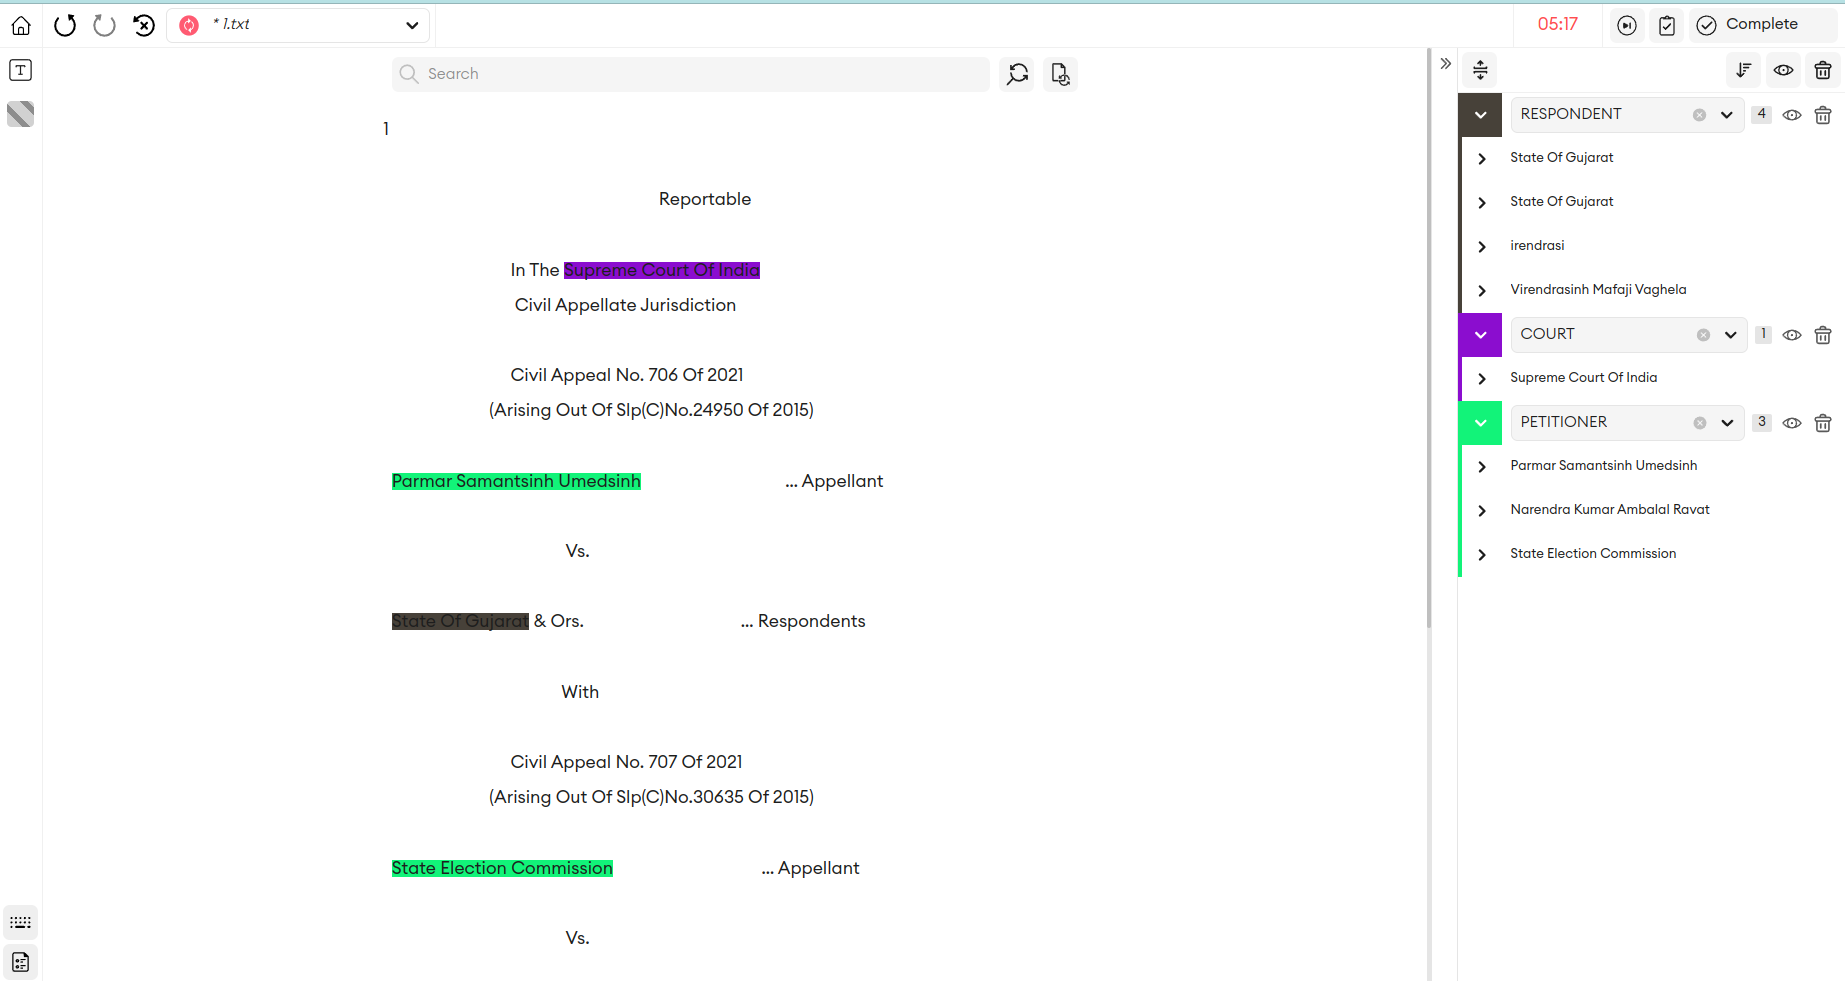 * 1.txt
05:17
Complete
Search
1
Reportable
In The Supreme Court Of India
Civil Appellate Jurisdiction
Civil Appeal No. 706 Of 2021
(Arising Out Of Slp(C)No.24950 Of 2015)
Parmar Samantsinh Umedsinh ... Appellant
Vs.
State Of Gujarat & Ors. ... Respondents
With
Civil Appeal No. 707 Of 2021
(Arising Out Of Slp(C)No.30635 Of 2015)
State Election Commission ... Appellant
Vs.
RESPONDENT 4
State Of Gujarat
State Of Gujarat
irendrasi
Virendrasinh Mafaji Vaghela
COURT 1
Supreme Court Of India
PETITIONER 3
Parmar Samantsinh Umedsinh
Narendra Kumar Ambalal Ravat
State Election Commission